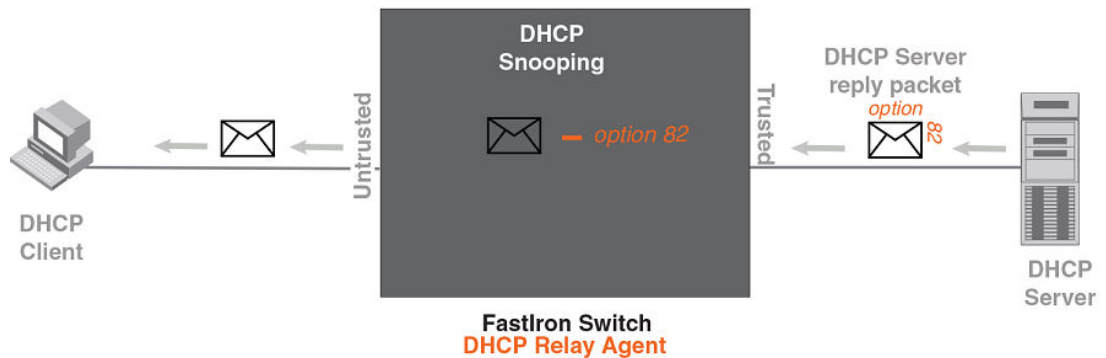 DHCP
Snooping
option 82
Untrusted
Trusted
DHCP Server
reply packet
option
82
DHCP
Client
DHCP
Server
FastIron Switch
DHCP Relay Agent